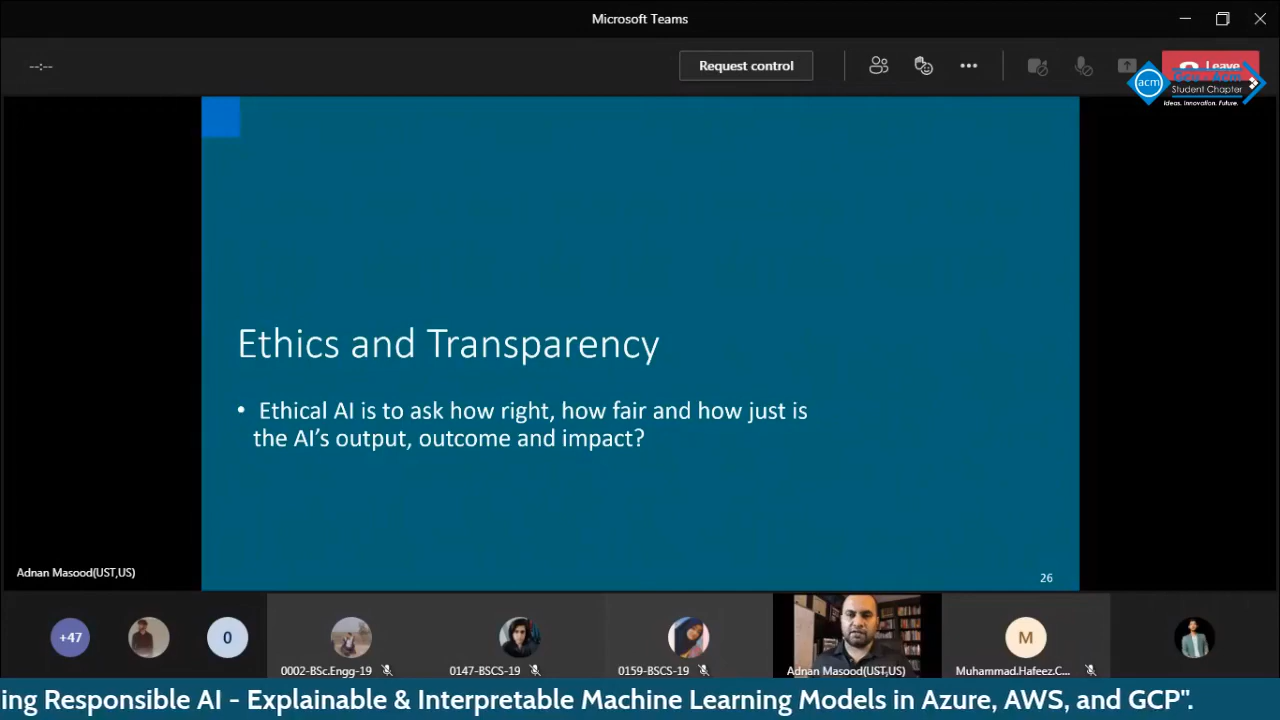 Microsoft Teams
--:--
Request control
Leave
acm
Student Chapter
Ideas. Innovation. Future.
Ethics and Transparency
• Ethical AI is to ask how right, how fair and how just is
the AI’s output, outcome and impact?
Adnan Masood(UST,US)
26
+47
0
M
0002-BSc.Engg-19
0147-BSCS-19
0159-BSCS-19
Adnan Masood(UST,US)
Muhammad.Hafeez.C...
ing Responsible AI - Explainable & Interpretable Machine Learning Models in Azure, AWS, and GCP".